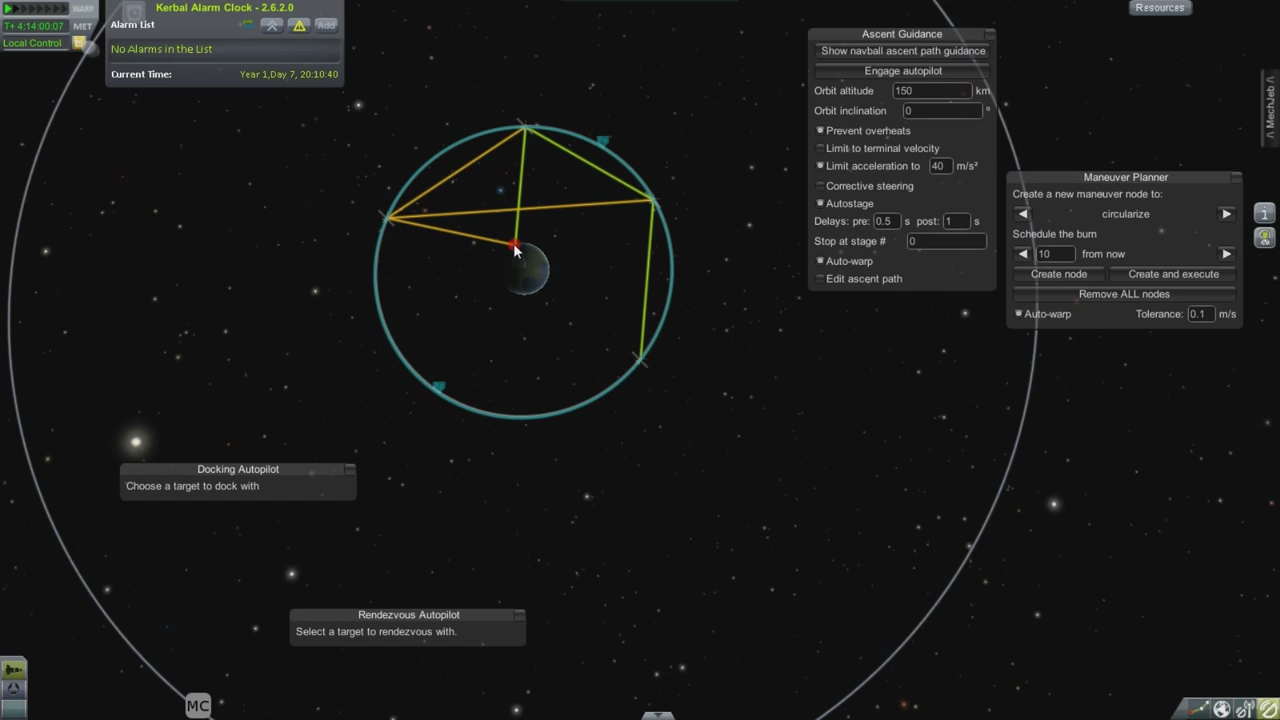 WARP
T+ 4:14:00:07 MET
Local Control
Kerbal Alarm Clock - 2.6.2.0
Alarm List
Add
No Alarms in the List
Current Time: Year 1,Day 7, 20:10:40
Resources
Ascent Guidance
Show navball ascent path guidance
Engage autopilot
Orbit altitude 150 km
Orbit inclination 0 °
Prevent overheats
Limit to terminal velocity
Limit acceleration to 40 m/s²
Corrective steering
Autostage
Delays: pre: 0.5 s post: 1 s
Stop at stage # 0
Auto-warp
Edit ascent path
/\ MechJeb /\
Maneuver Planner
Create a new maneuver node to:
circularize
Schedule the burn
10 from now
Create node Create and execute
Remove ALL nodes
Auto-warp Tolerance: 0.1 m/s
Docking Autopilot
Choose a target to dock with
Rendezvous Autopilot
Select a target to rendezvous with.
MC